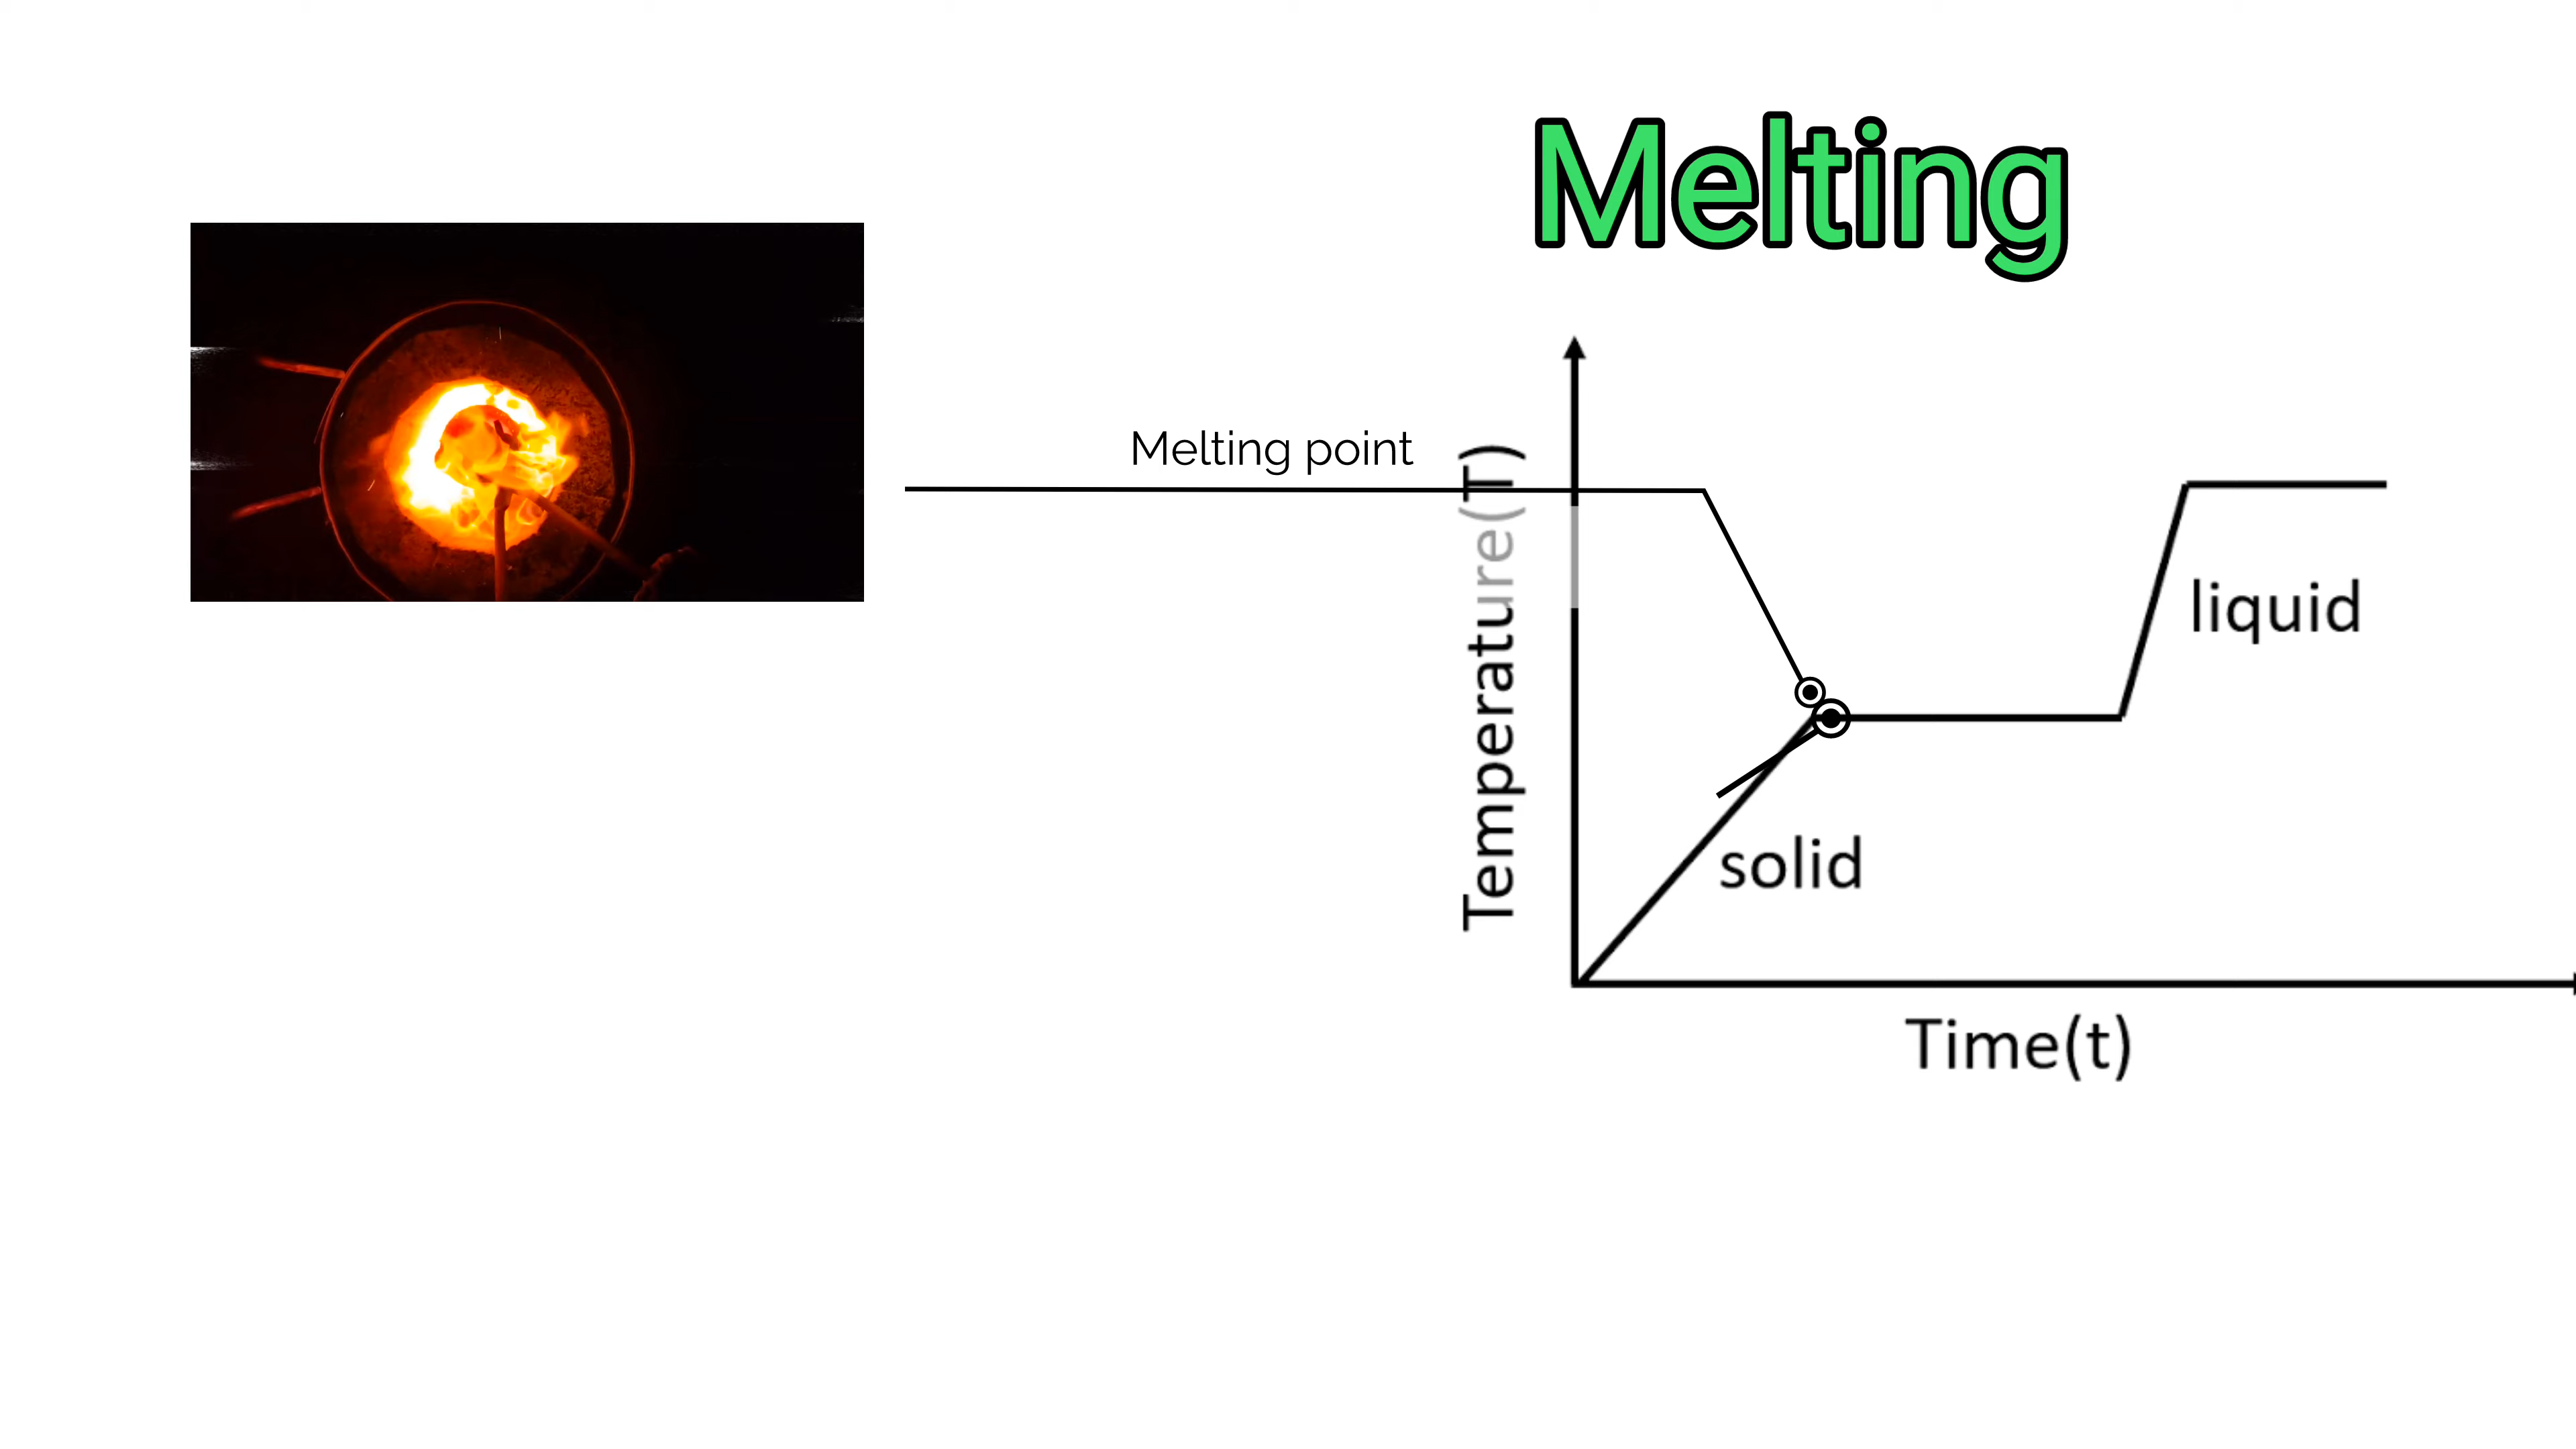 Melting
Melting point
Temperature(T)
liquid
solid
Time(t)